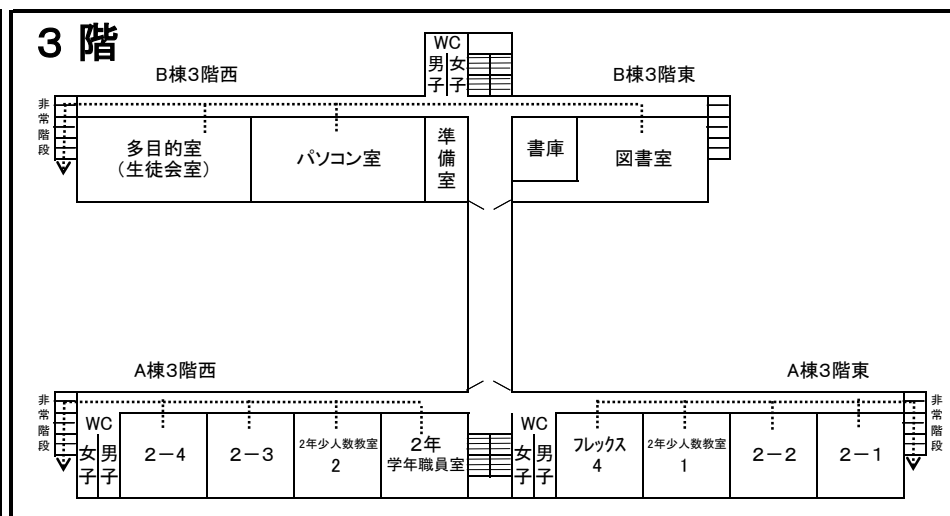 ３ 階
WC
男子
女子
B棟３階西
B棟３階東
非常階段
多目的室
（生徒会室）
パソコン室
準備室
書庫
図書室
A棟３階西
A棟３階東
非常階段
WC
女子
男子
２－４
２－３
2年少人数教室
2
２年
学年職員室
WC
女子
男子
フレックス
4
2年少人数教室
1
２－２
２－１
非常階段